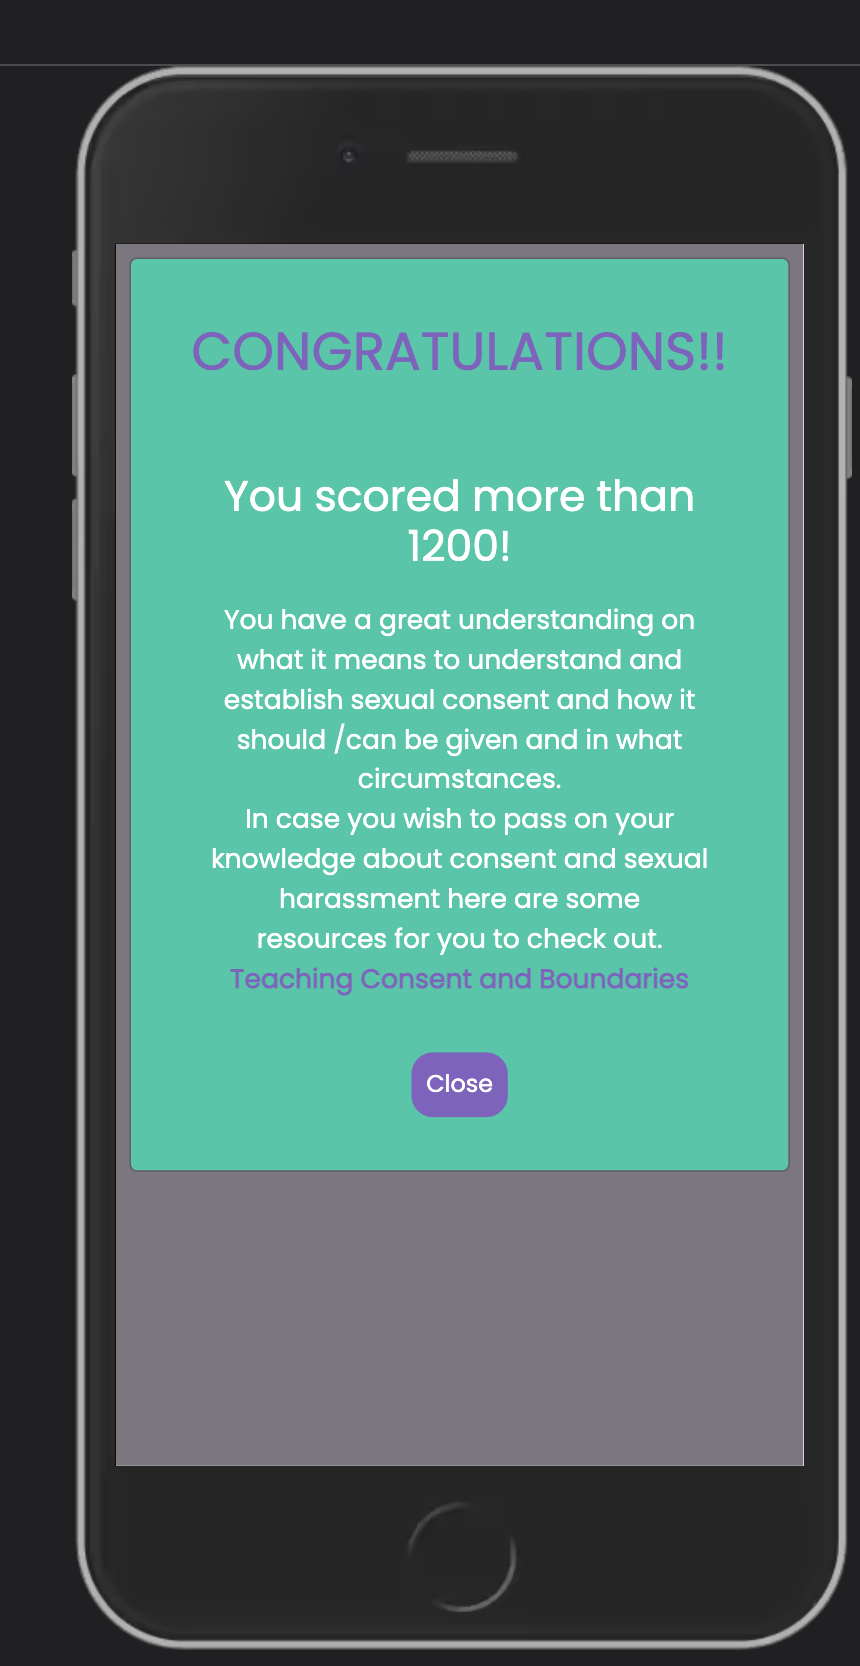 CONGRATULATIONS!!
You scored more than
1200!
You have a great understanding on
what it means to understand and
establish sexual consent and how it
should /can be given and in what
circumstances.
In case you wish to pass on your
knowledge about consent and sexual
harassment here are some
resources for you to check out.
Teaching Consent and Boundaries
Close